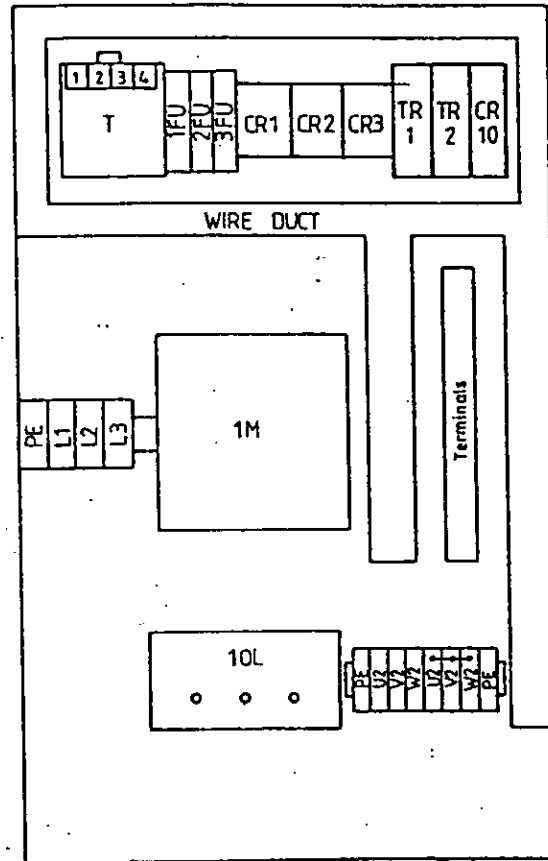 1 2 3 4
T 1FU 2FU 3FU CR1 CR2 CR3 TR 1 TR 2 CR 10
WIRE DUCT
PE L1 L2 L3
1M
Terminals
10L
PE U2 V2 W2 U2 V2 W2 PE